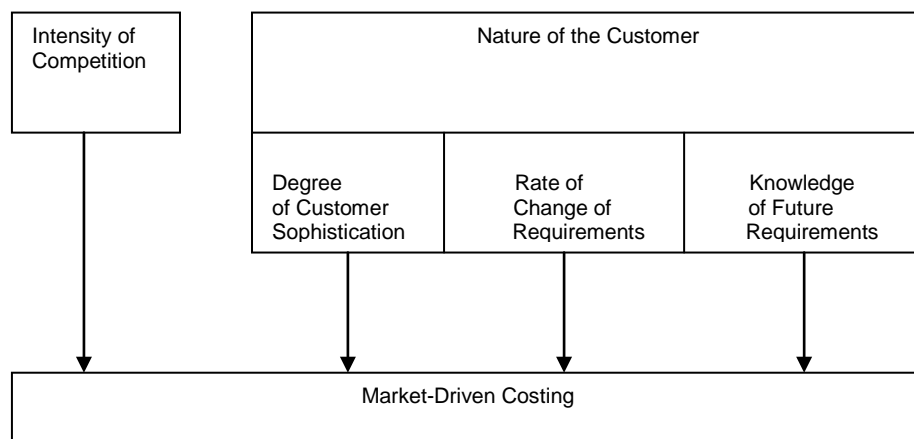 Intensity of
Competition
Nature of the Customer
Degree
of Customer
Sophistication
Rate of
Change of
Requirements
Knowledge
of Future
Requirements
Market-Driven Costing